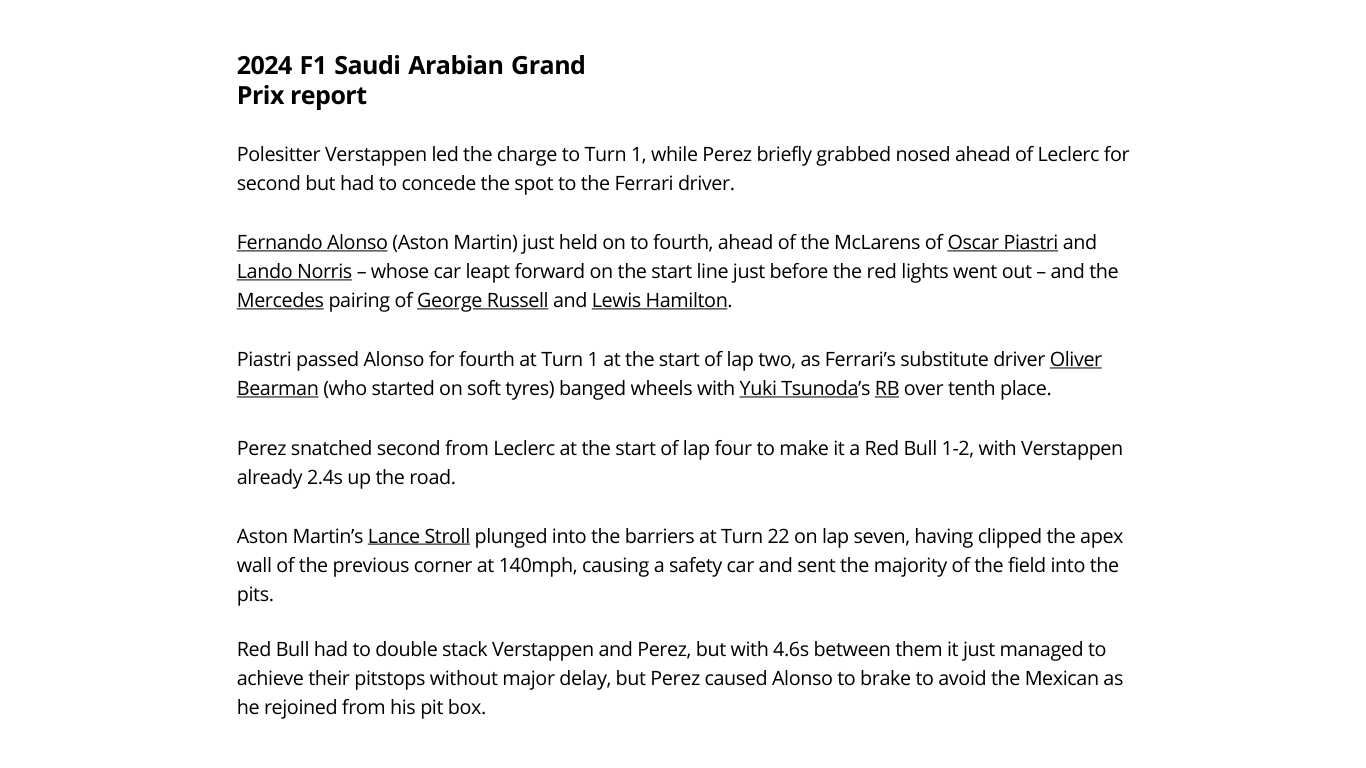 2024 F1 Saudi Arabian Grand
Prix report
Polesitter Verstappen led the charge to Turn 1, while Perez briefly grabbed nosed ahead of Leclerc for
second but had to concede the spot to the Ferrari driver.
Fernando Alonso (Aston Martin) just held on to fourth, ahead of the McLarens of Oscar Piastri and
Lando Norris – whose car leapt forward on the start line just before the red lights went out – and the
Mercedes pairing of George Russell and Lewis Hamilton.
Piastri passed Alonso for fourth at Turn 1 at the start of lap two, as Ferrari’s substitute driver Oliver
Bearman (who started on soft tyres) banged wheels with Yuki Tsunoda’s RB over tenth place.
Perez snatched second from Leclerc at the start of lap four to make it a Red Bull 1-2, with Verstappen
already 2.4s up the road.
Aston Martin’s Lance Stroll plunged into the barriers at Turn 22 on lap seven, having clipped the apex
wall of the previous corner at 140mph, causing a safety car and sent the majority of the field into the
pits.
Red Bull had to double stack Verstappen and Perez, but with 4.6s between them it just managed to
achieve their pitstops without major delay, but Perez caused Alonso to brake to avoid the Mexican as
he rejoined from his pit box.